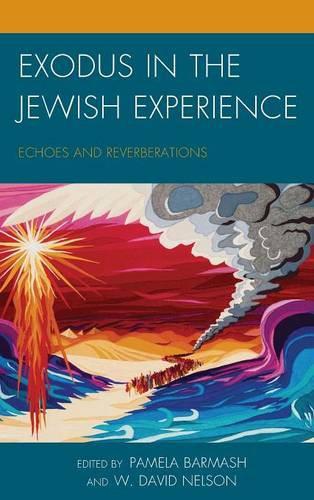 EXODUS IN THE
JEWISH EXPERIENCE
ECHOES AND REVERBERATIONS
EDITED BY PAMELA BARMASH
AND W. DAVID NELSON